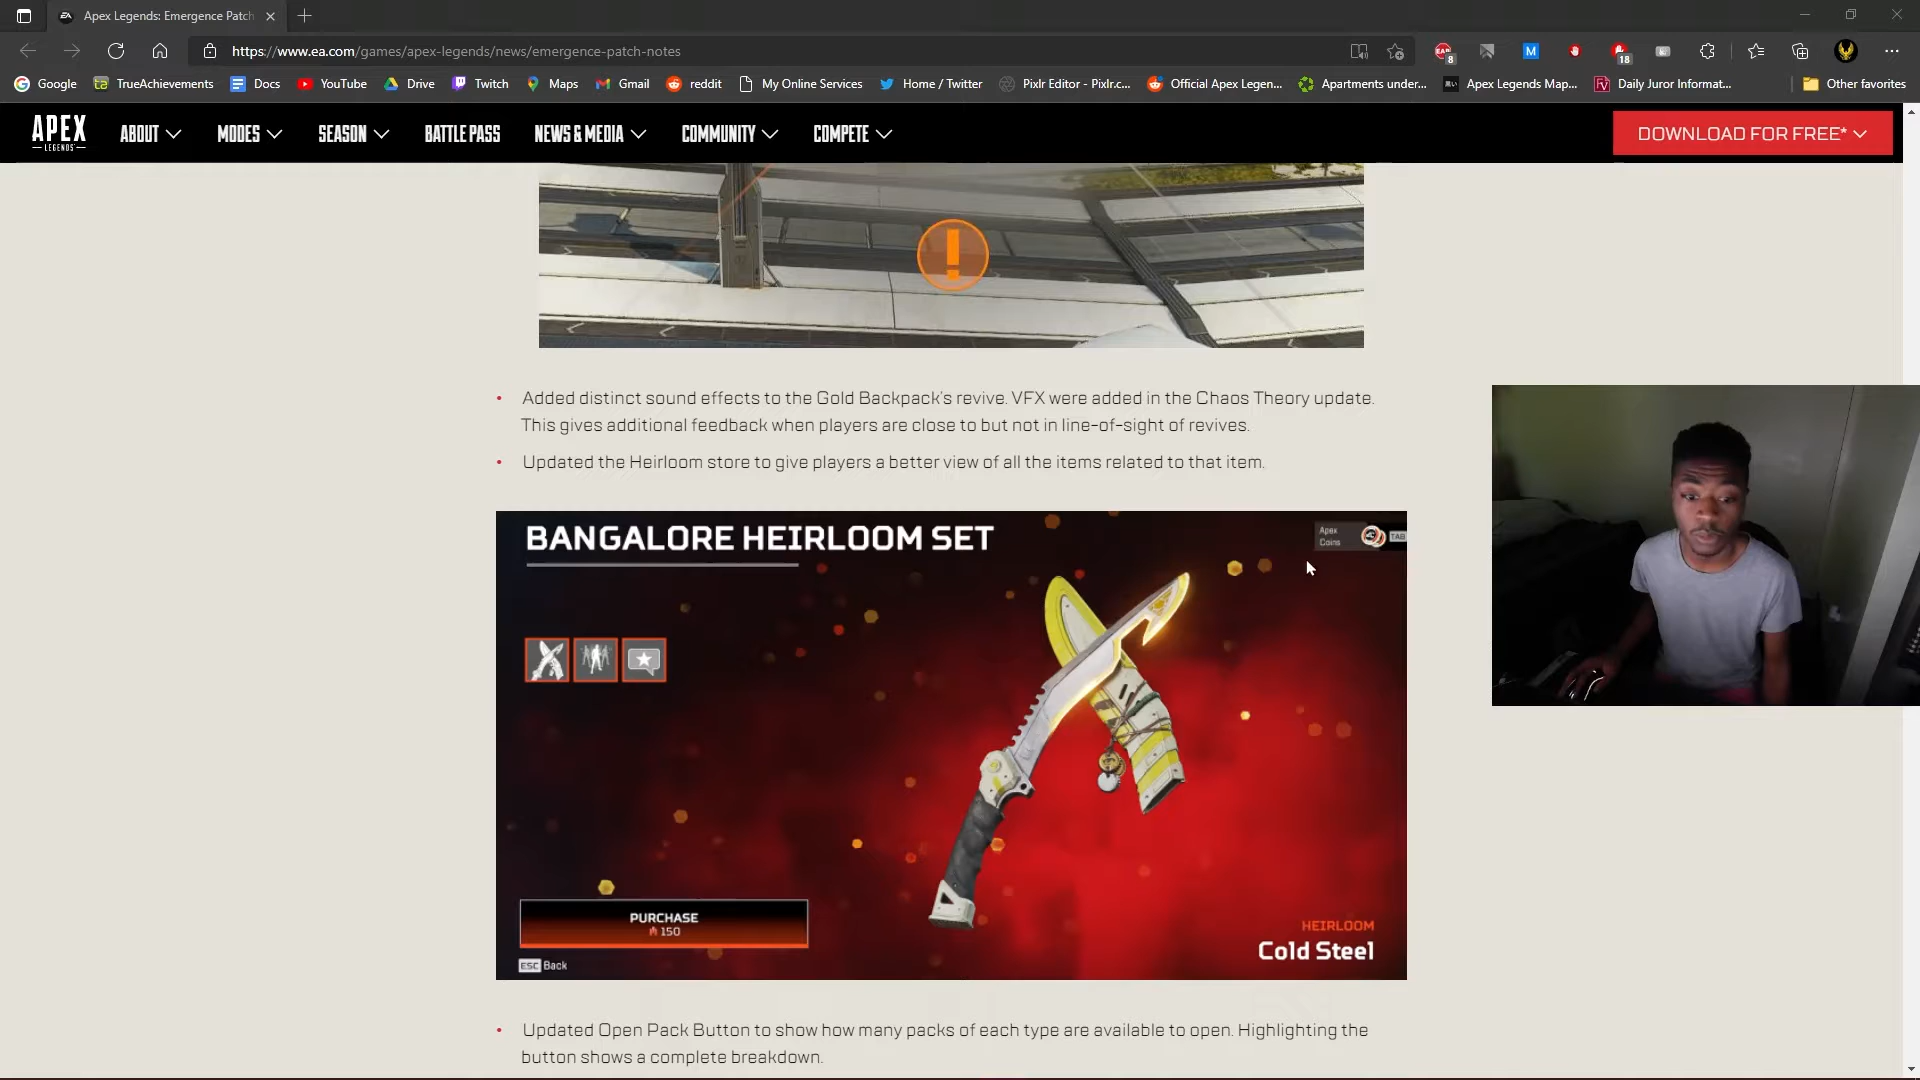 Apex Legends: Emergence Patch
https://www.ea.com/games/apex-legends/news/emergence-patch-notes
8
M
18
Google TrueAchievements Docs YouTube Drive Twitch Maps Gmail reddit My Online Services Home / Twitter Pixlr Editor - Pixlr.c... Official Apex Legen... Apartments under... Apex Legends Map... Daily Juror Informat... Other favorites
APEX
LEGENDS
ABOUT MODES SEASON BATTLE PASS NEWS & MEDIA COMMUNITY COMPETE DOWNLOAD FOR FREE*
• Added distinct sound effects to the Gold Backpack's revive. VFX were added in the Chaos Theory update.
This gives additional feedback when players are close to but not in line-of-sight of revives.
• Updated the Heirloom store to give players a better view of all the items related to that item.
BANGALORE HEIRLOOM SET
Apex
Coins
TAB
PURCHASE
150
ESC Back
HEIRLOOM
Cold Steel
• Updated Open Pack Button to show how many packs of each type are available to open. Highlighting the
button shows a complete breakdown.